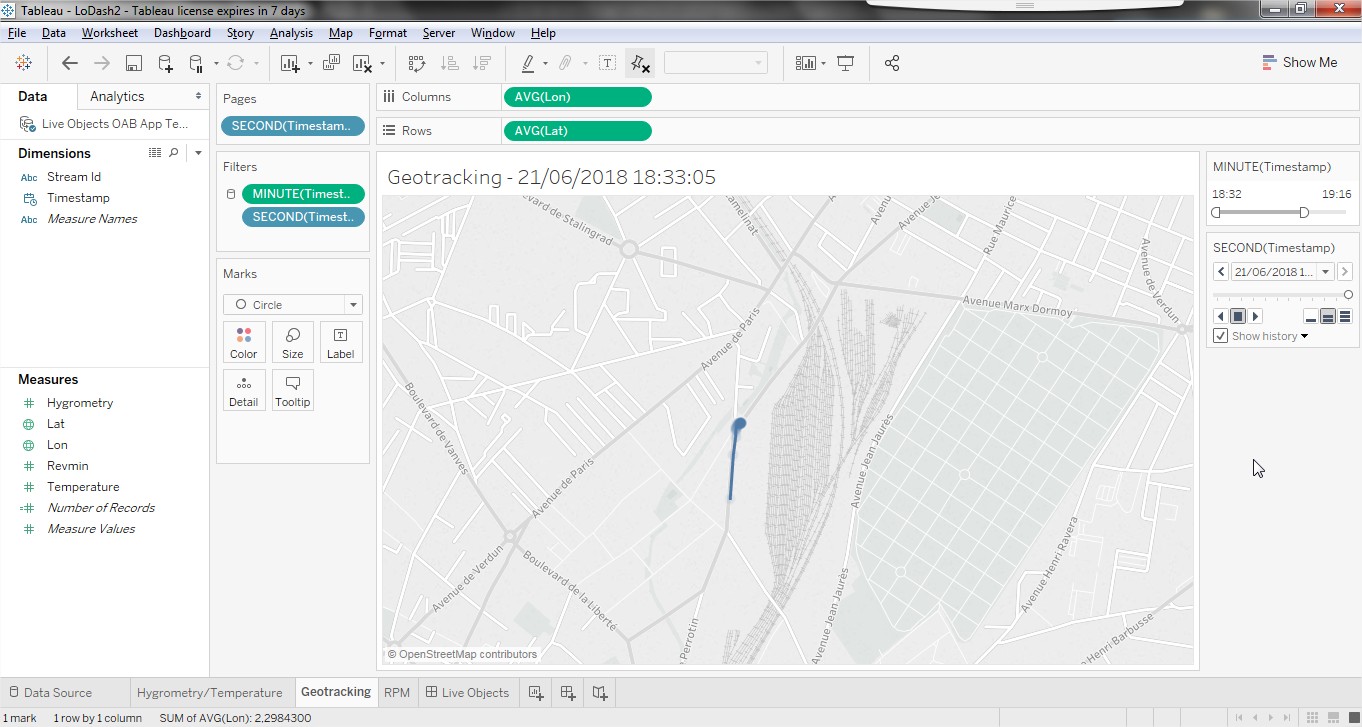 Tableau - LoDash2 - Tableau license expires in 7 days
File Data Worksheet Dashboard Story Analysis Map Format Server Window Help
Show Me
Data Analytics
Live Objects OAB App Te...
Dimensions
Abc Stream Id
Timestamp
Abc Measure Names
Measures
Hygrometry
Lat
Lon
Revmin
Temperature
Number of Records
Measure Values
Pages
SECOND(Timestam..
Filters
MINUTE(Timest..
SECOND(Timest..
Marks
Circle
Color Size Label
Detail Tooltip
Columns AVG(Lon)
Rows AVG(Lat)
Geotracking - 21/06/2018 18:33:05
Avenue de Paris
Avenue Marx Dormoy
Rue Maurice
Avenue de Verdun
Boulevard de Vanves
Avenue de Paris
Avenue Jean Jaurès
Avenue de Verdun
Boulevard de la Liberté
Perrotin
Avenue Jean Jaurès
Avenue Henri Ravera
Henri Barbusse
© OpenStreetMap contributors
MINUTE(Timestamp)
18:32 19:16
SECOND(Timestamp)
21/06/2018 1...
Show history
Data Source Hygrometry/Temperature Geotracking RPM Live Objects
1 mark 1 row by 1 column SUM of AVG(Lon): 2,2984300